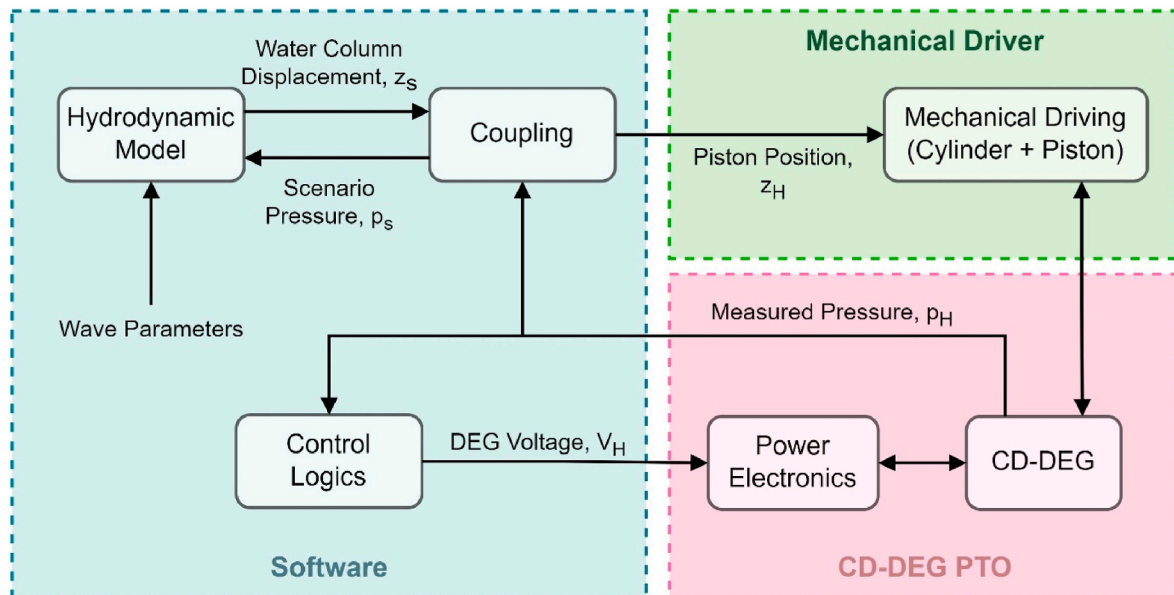 Water Column
Displacement, zs
Hydrodynamic
Model
Coupling
Scenario
Pressure, ps
Wave Parameters
Control
Logics
DEG Voltage, VH
Software
Mechanical Driver
Mechanical Driving
(Cylinder + Piston)
Piston Position,
zH
Measured Pressure, pH
Power
Electronics
CD-DEG
CD-DEG PTO